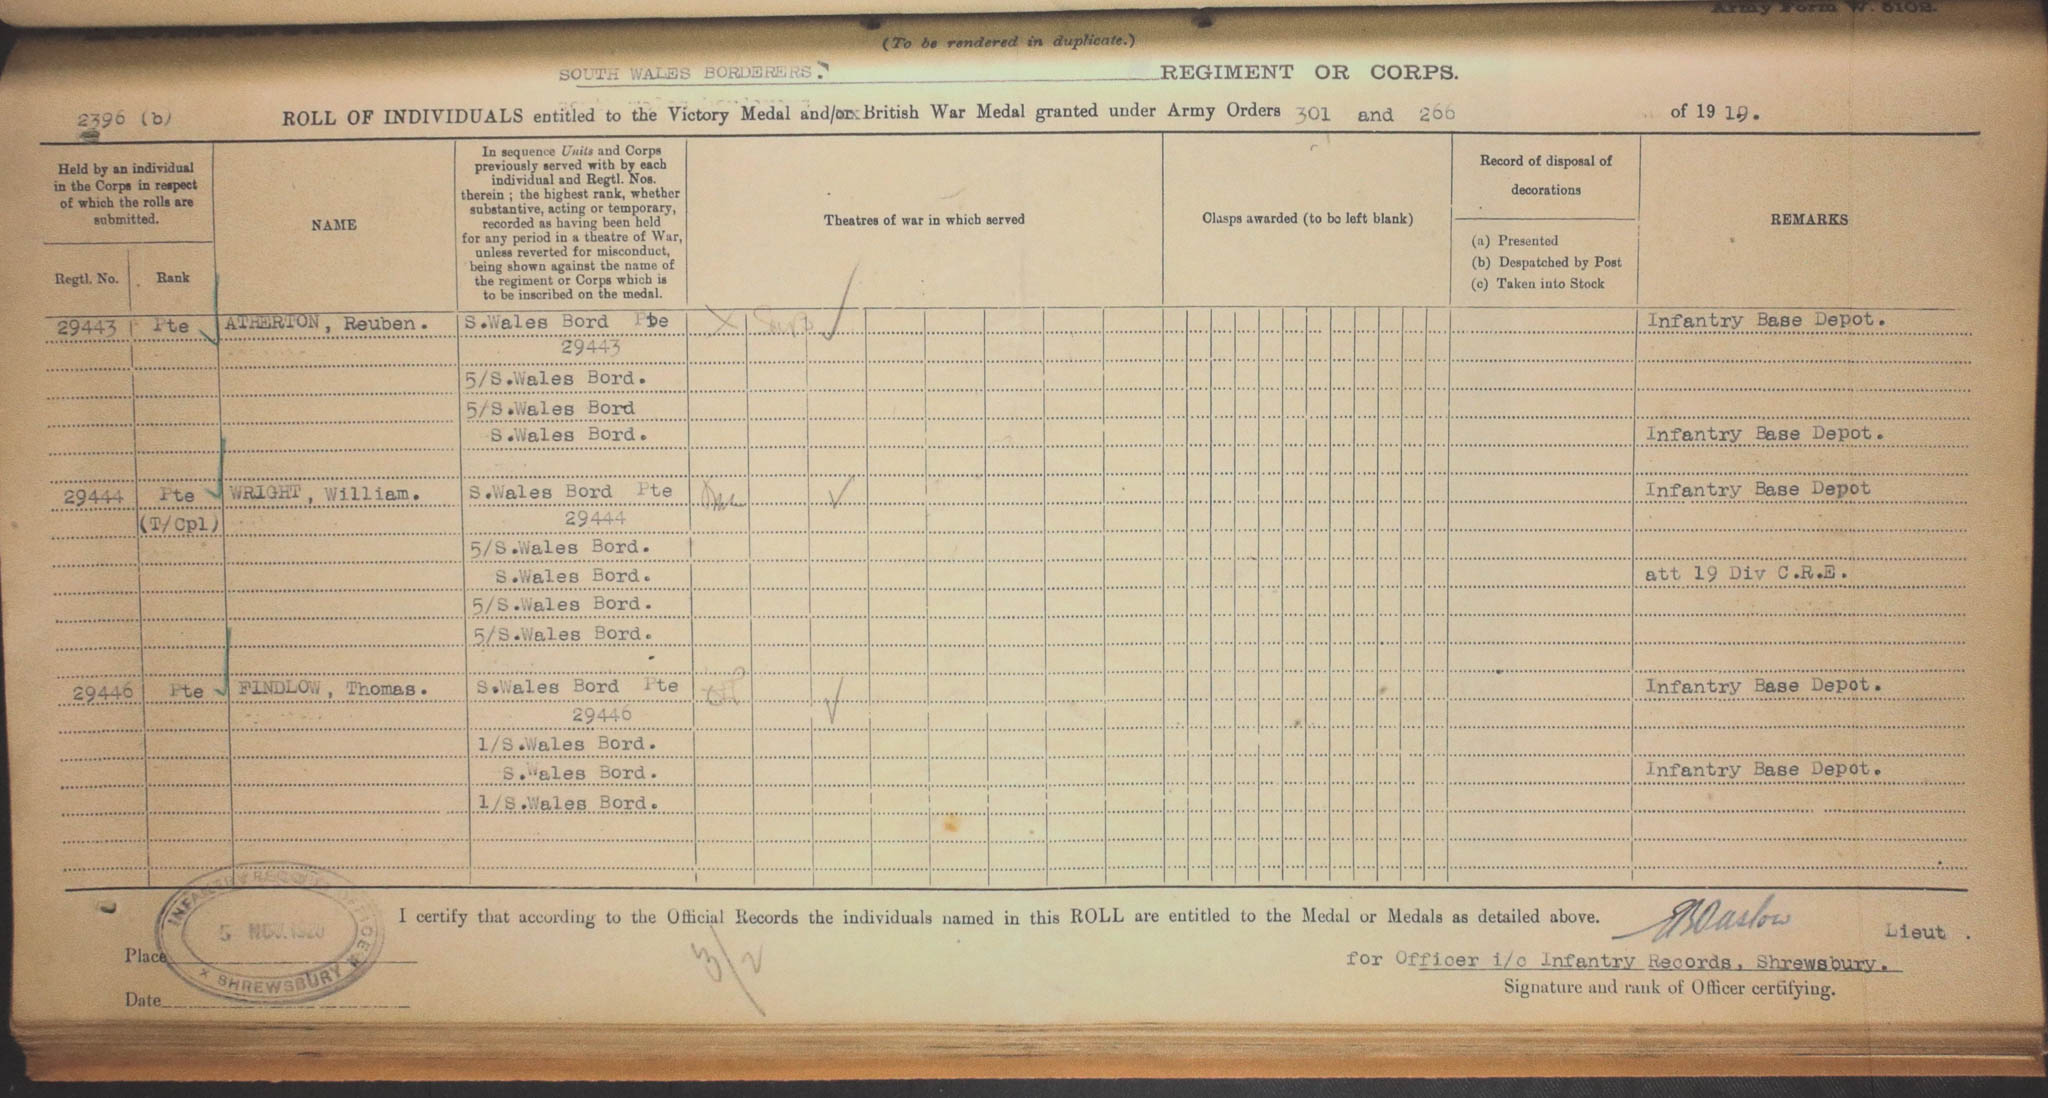 Army Form W. 5102.
(To be rendered in duplicate.)
SOUTH WALES BORDERERS. REGIMENT OR CORPS.
2396 (b) ROLL OF INDIVIDUALS entitled to the Victory Medal and/or British War Medal granted under Army Orders 301 and 266 of 1919.
Held by an individual
in the Corps in respect
of which the rolls are
submitted.
Regtl. No. Rank
NAME
In sequence Units and Corps
previously served with by each
individual and Regtl. Nos.
therein ; the highest rank, whether
substantive, acting or temporary,
recorded as having been held
for any period in a theatre of War,
unless reverted for misconduct,
being shown against the name of
the regiment or Corps which is
to be inscribed on the medal.
Theatres of war in which served
Clasps awarded (to be left blank)
Record of disposal of
decorations
(a) Presented
(b) Despatched by Post
(c) Taken into Stock
REMARKS
29443 Pte ATHERTON, Reuben. S.Wales Bord Pte Infantry Base Depot.
29443
5/S.Wales Bord.
5/S.Wales Bord
S.Wales Bord. Infantry Base Depot.
29444 Pte WRIGHT, William. S.Wales Bord Pte Infantry Base Depot
(T/Cpl) 29444
5/S.Wales Bord.
S.Wales Bord. att 19 Div C.R.E.
5/S.Wales Bord.
5/S.Wales Bord.
29446 Pte FINDLOW, Thomas. S.Wales Bord Pte Infantry Base Depot.
29446
1/S.Wales Bord.
S.Wales Bord. Infantry Base Depot.
1/S.Wales Bord.
INFANTRY RECORD OFFICE
5 NOV. 1920
SHREWSBURY
I certify that according to the Official Records the individuals named in this ROLL are entitled to the Medal or Medals as detailed above. Lieut.
3/2
Place for Officer i/c Infantry Records, Shrewsbury.
Signature and rank of Officer certifying.
Date